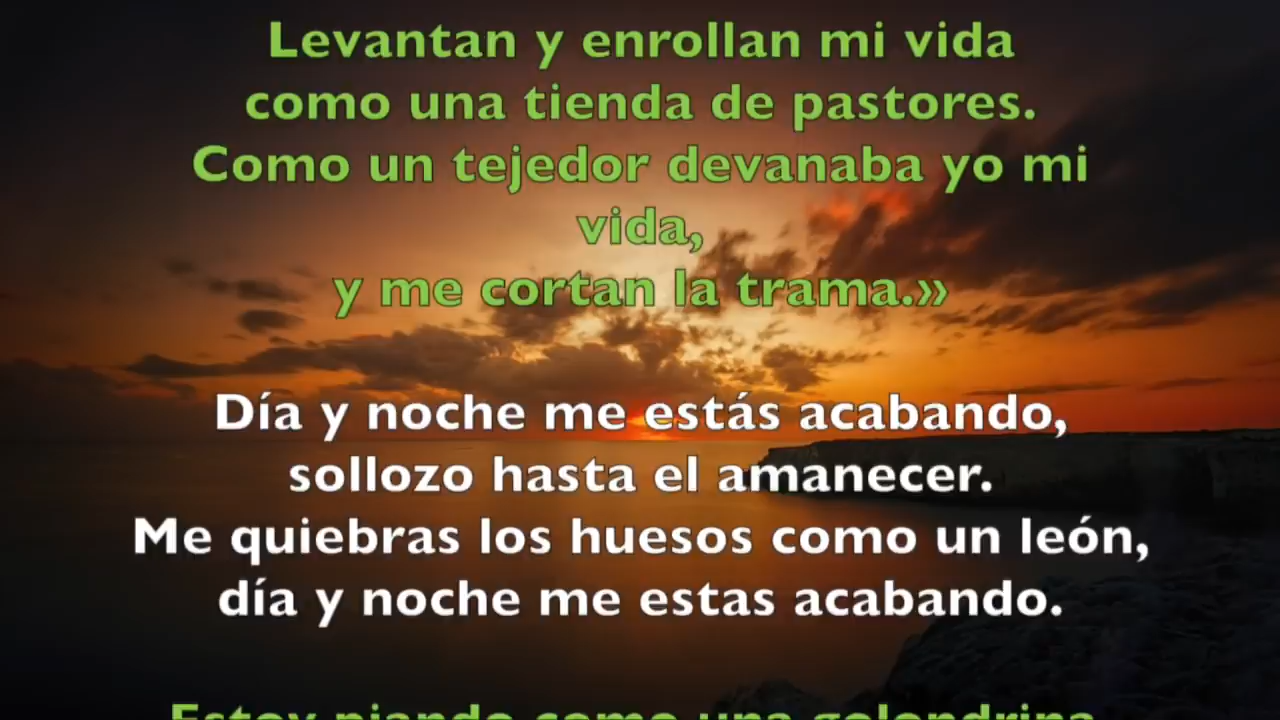 Levantan y enrollan mi vida
como una tienda de pastores.
Como un tejedor devanaba yo mi
vida,
y me cortan la trama.»
Día y noche me estás acabando,
sollozo hasta el amanecer.
Me quiebras los huesos como un león,
día y noche me estas acabando.
Estoy piando como una golondrina